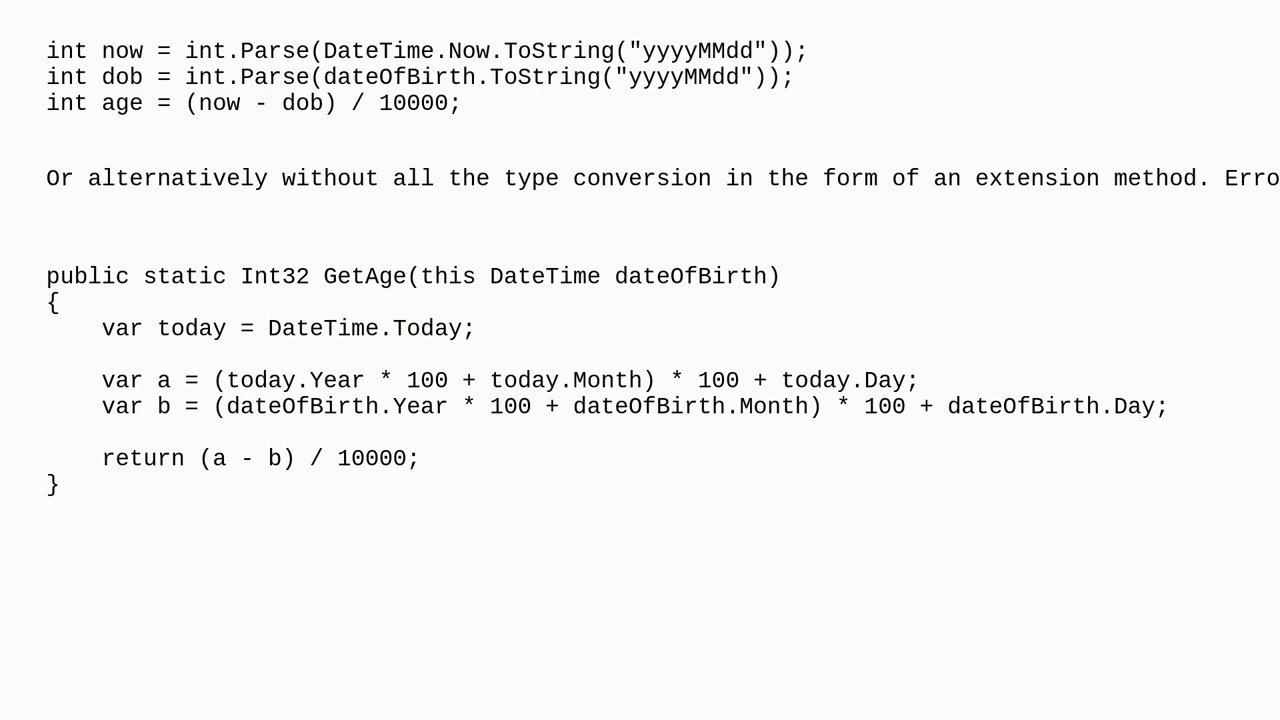 int now = int.Parse(DateTime.Now.ToString("yyyyMMdd"));
int dob = int.Parse(dateOfBirth.ToString("yyyyMMdd"));
int age = (now - dob) / 10000;
Or alternatively without all the type conversion in the form of an extension method. Erro
public static Int32 GetAge(this DateTime dateOfBirth)
{
    var today = DateTime.Today;
    var a = (today.Year * 100 + today.Month) * 100 + today.Day;
    var b = (dateOfBirth.Year * 100 + dateOfBirth.Month) * 100 + dateOfBirth.Day;
    return (a - b) / 10000;
}